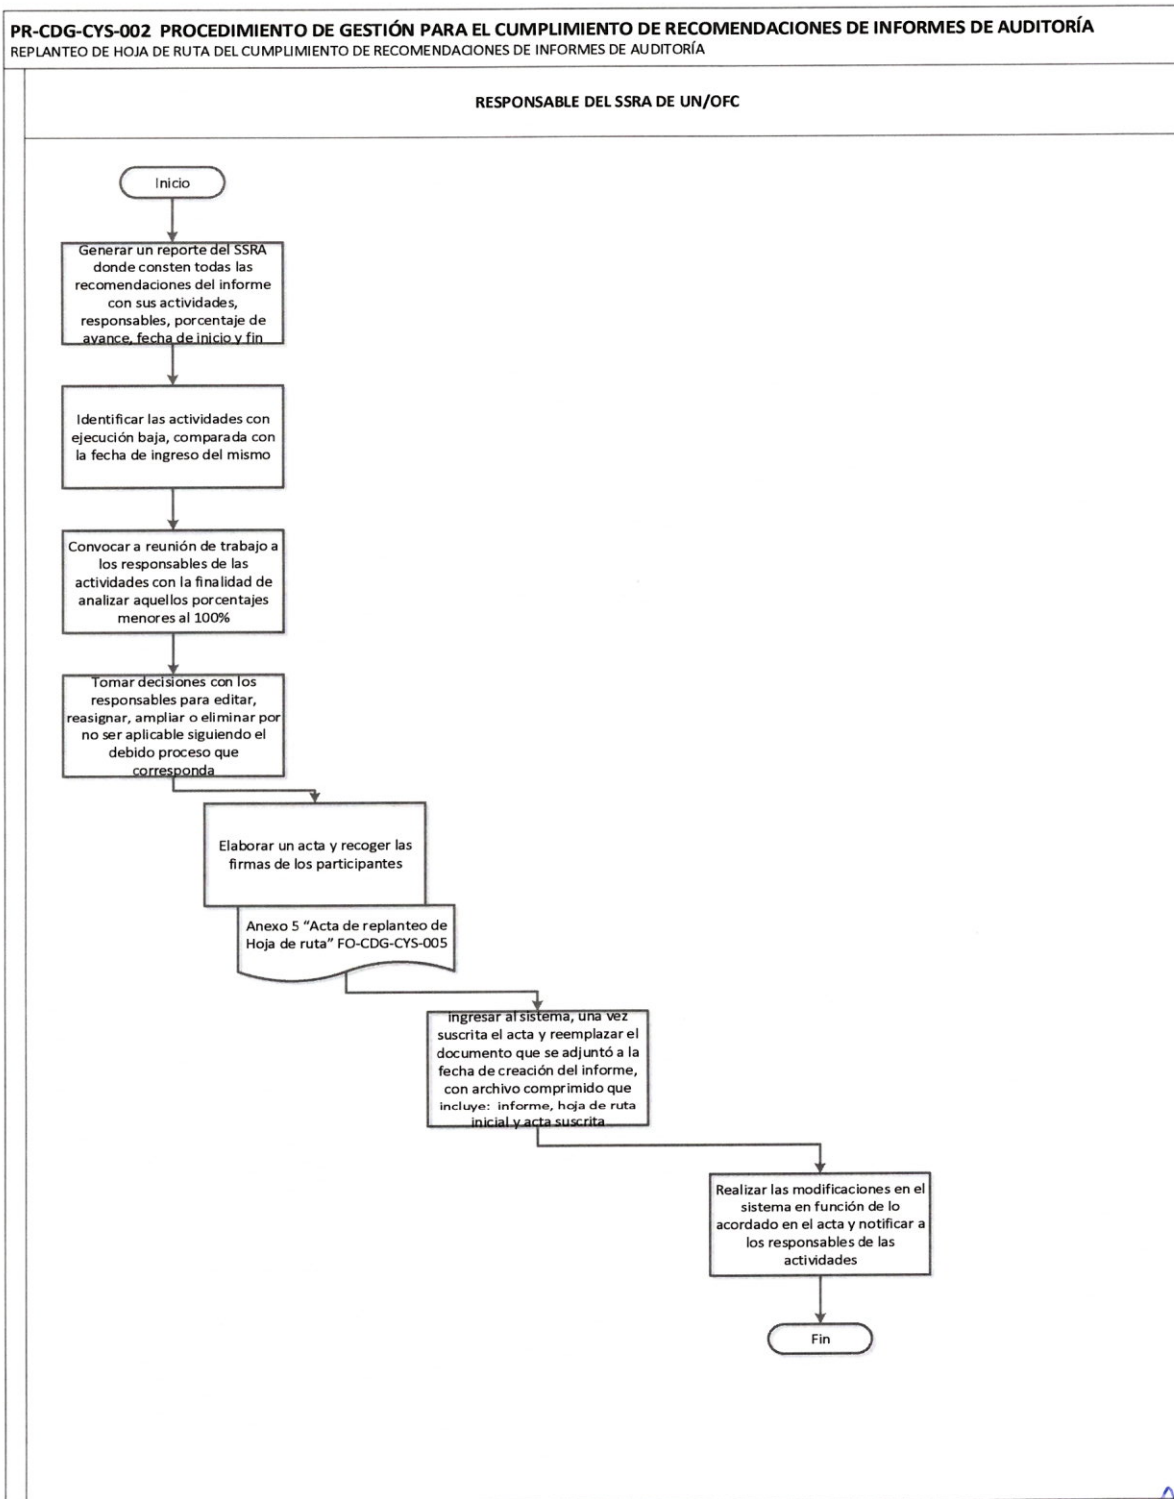 PR-CDG-CYS-002 PROCEDIMIENTO DE GESTIÓN PARA EL CUMPLIMIENTO DE RECOMENDACIONES DE INFORMES DE AUDITORÍA
REPLANTEO DE HOJA DE RUTA DEL CUMPLIMIENTO DE RECOMENDACIONES DE INFORMES DE AUDITORÍA
RESPONSABLE DEL SSRA DE UN/OFC
Inicio
Generar un reporte del SSRA
donde consten todas las
recomendaciones del informe
con sus actividades,
responsables, porcentaje de
avance, fecha de inicio y fin
Identificar las actividades con
ejecución baja, comparada con
la fecha de ingreso del mismo
Convocar a reunión de trabajo a
los responsables de las
actividades con la finalidad de
analizar aquellos porcentajes
menores al 100%
Tomar decisiones con los
responsables para editar,
reasignar, ampliar o eliminar por
no ser aplicable siguiendo el
debido proceso que
corresponda
Elaborar un acta y recoger las
firmas de los participantes
Anexo 5 “Acta de replanteo de
Hoja de ruta” FO-CDG-CYS-005
Ingresar al sistema, una vez
suscrita el acta y reemplazar el
documento que se adjuntó a la
fecha de creación del informe,
con archivo comprimido que
incluye: informe, hoja de ruta
inicial y acta suscrita
Realizar las modificaciones en el
sistema en función de lo
acordado en el acta y notificar a
los responsables de las
actividades
Fin